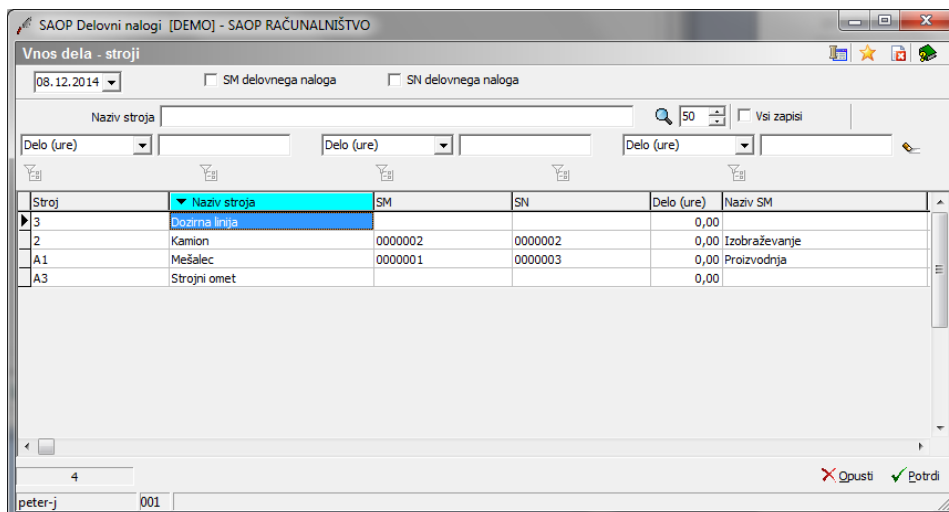 SAOP Delovni nalogi [DEMO] - SAOP RAČUNALNIŠTVO
Vnos dela - stroji
08.12.2014 SM delovnega naloga SN delovnega naloga
Naziv stroja 50 Vsi zapisi
Delo (ure) Delo (ure) Delo (ure)
Stroj Naziv stroja SM SN Delo (ure) Naziv SM
3 Dozirna linija 0,00
2 Kamion 0000002 0000002 0,00 Izobraževanje
A1 Mešalec 0000001 0000003 0,00 Proizvodnja
A3 Strojni omet 0,00
4 Opusti Potrdi
peter-j 001